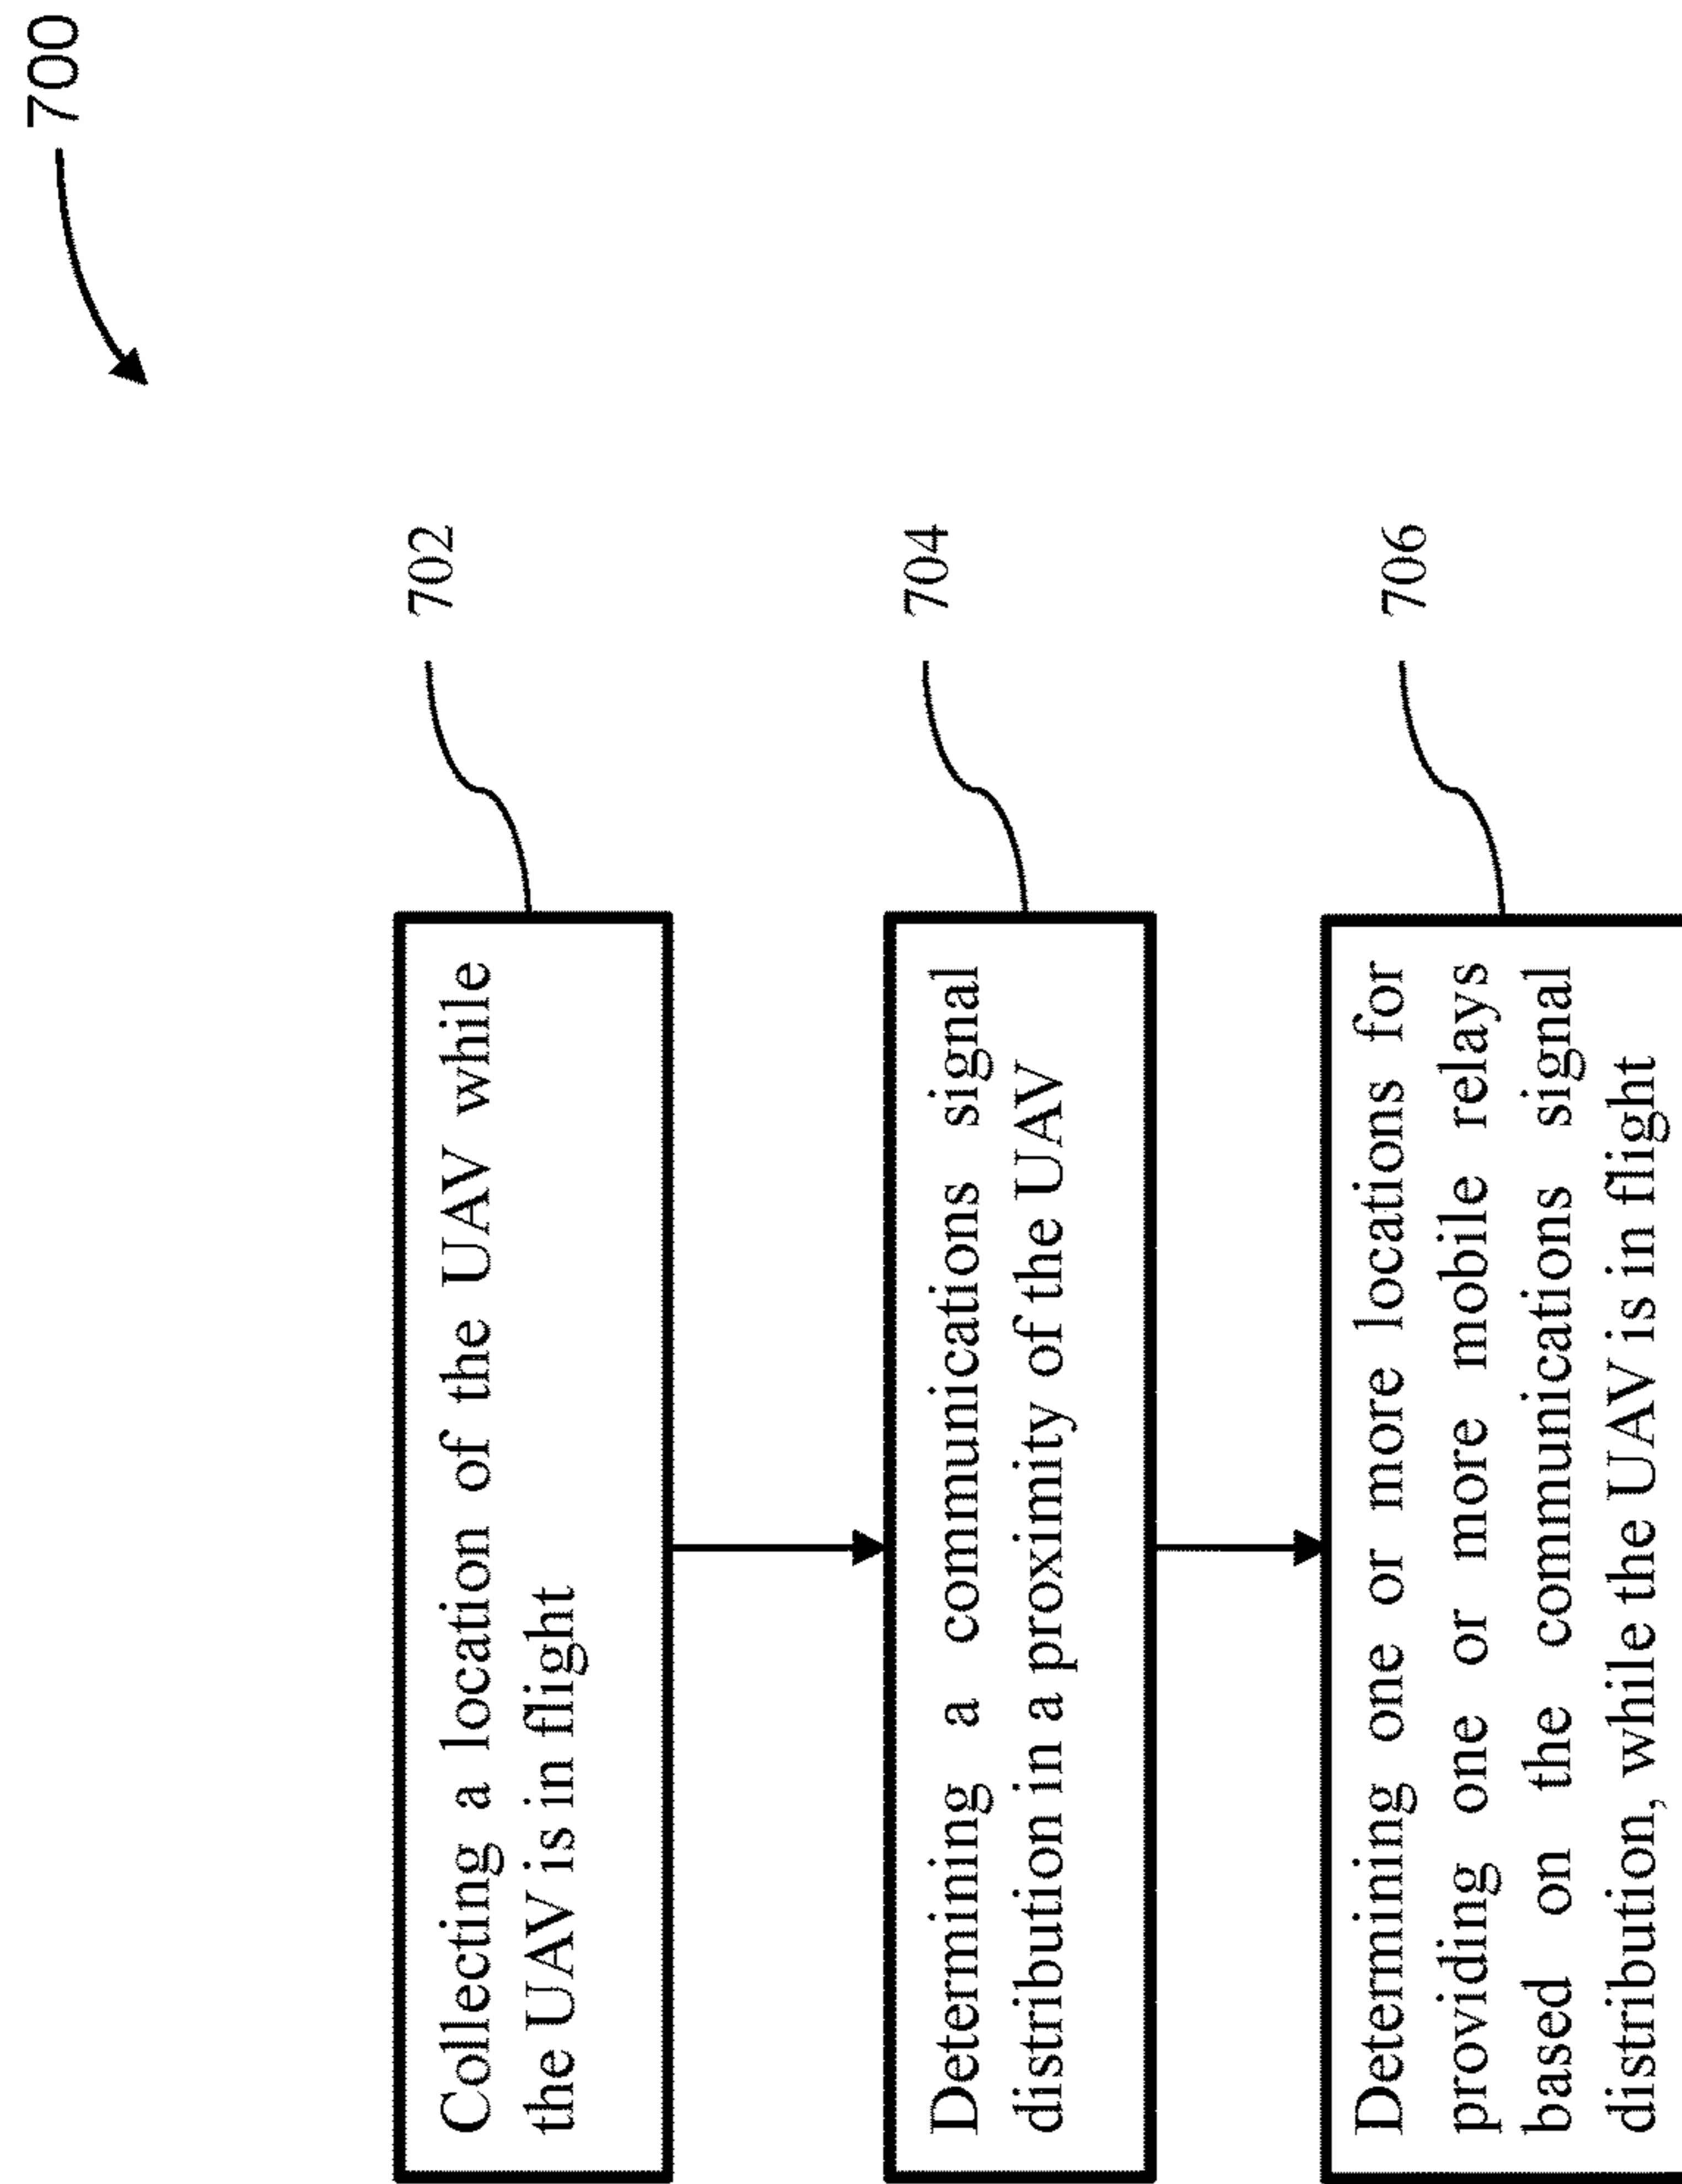 700
Collecting a location of the UAV while
the UAV is in flight
702
Determining a communications signal
distribution in a proximity of the UAV
704
Determining one or more locations for
providing one or more mobile relays
based on the communications signal
distribution, while the UAV is in flight
706